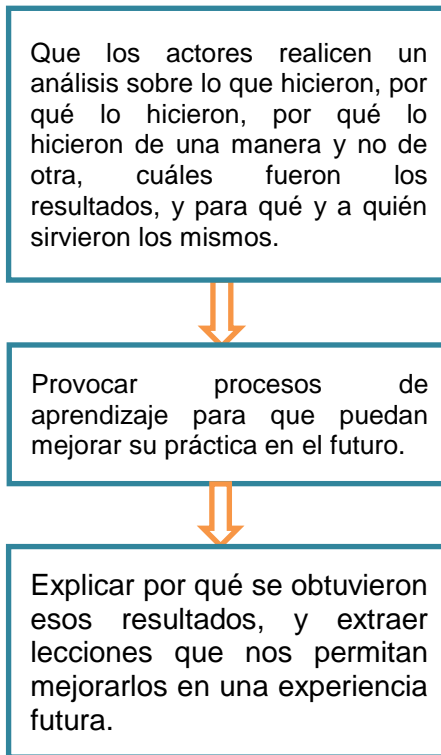 Que los actores realicen un
análisis sobre lo que hicieron, por
qué lo hicieron, por qué lo
hicieron de una manera y no de
otra, cuáles fueron los
resultados, y para qué y a quién
sirvieron los mismos.
Provocar procesos de
aprendizaje para que puedan
mejorar su práctica en el futuro.
Explicar por qué se obtuvieron
esos resultados, y extraer
lecciones que nos permitan
mejorarlos en una experiencia
futura.